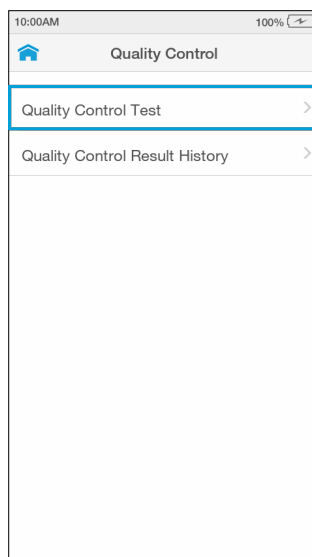 10:00AM 100%
Quality Control
Quality Control Test
Quality Control Result History